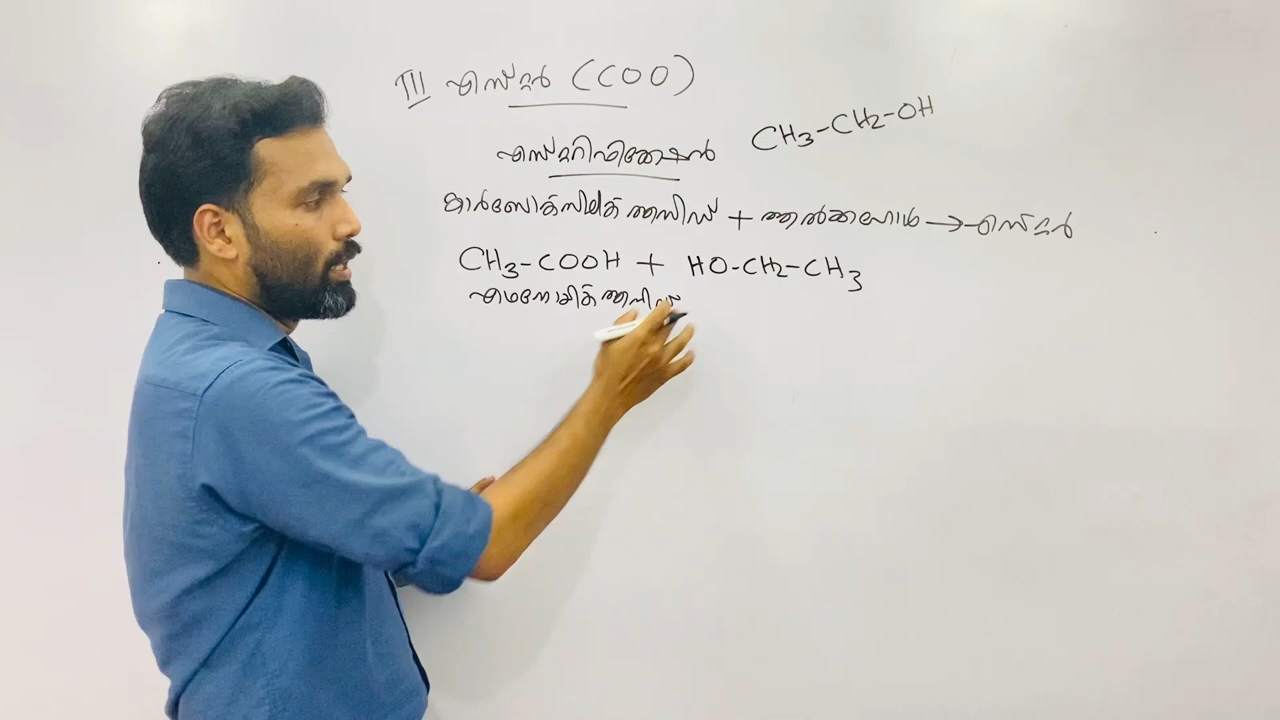 III എസ്റ്റർ (COO)
എസ്റ്ററിഫിക്കേഷൻ
CH3-CH2-OH
കാർബോക്സിലിക് ആസിഡ് + ആൽക്കഹോൾ → എസ്റ്റർ
CH3-COOH + HO-CH2-CH3
എഥനോയിക് ആസിഡ്